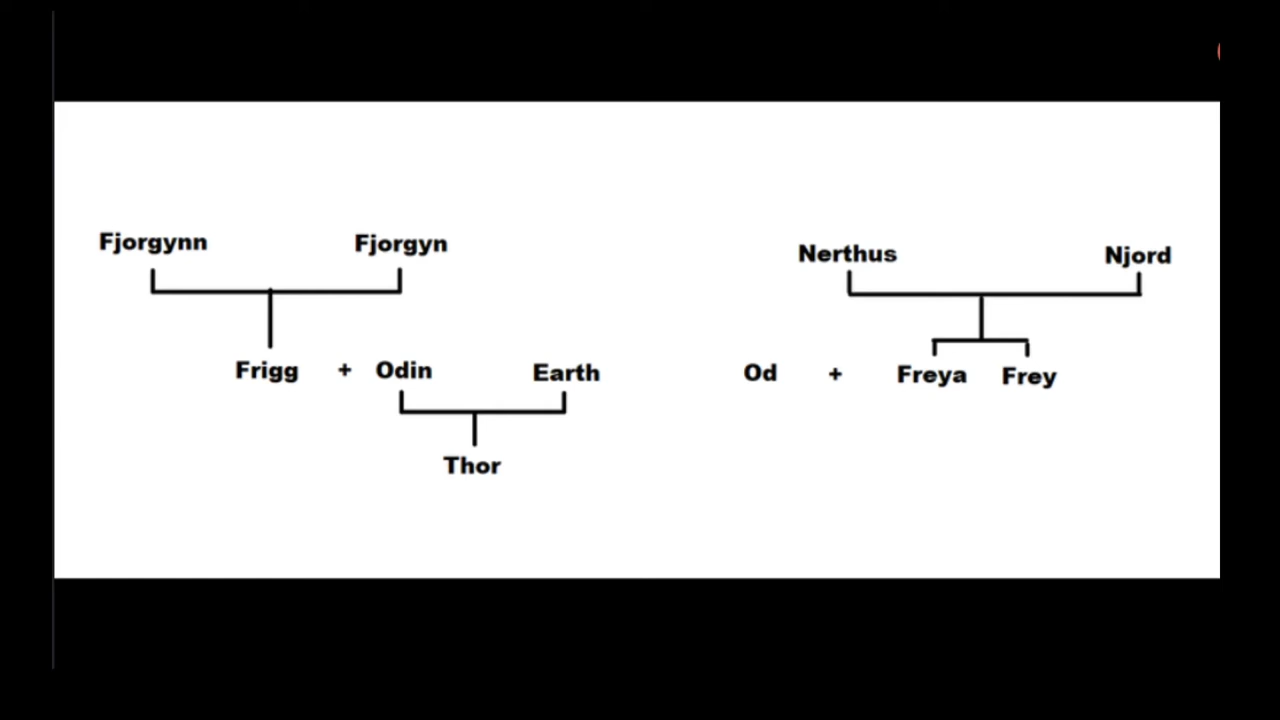 Fjorgynn Fjorgyn
Nerthus Njord
Frigg + Odin Earth
Od + Freya Frey
Thor